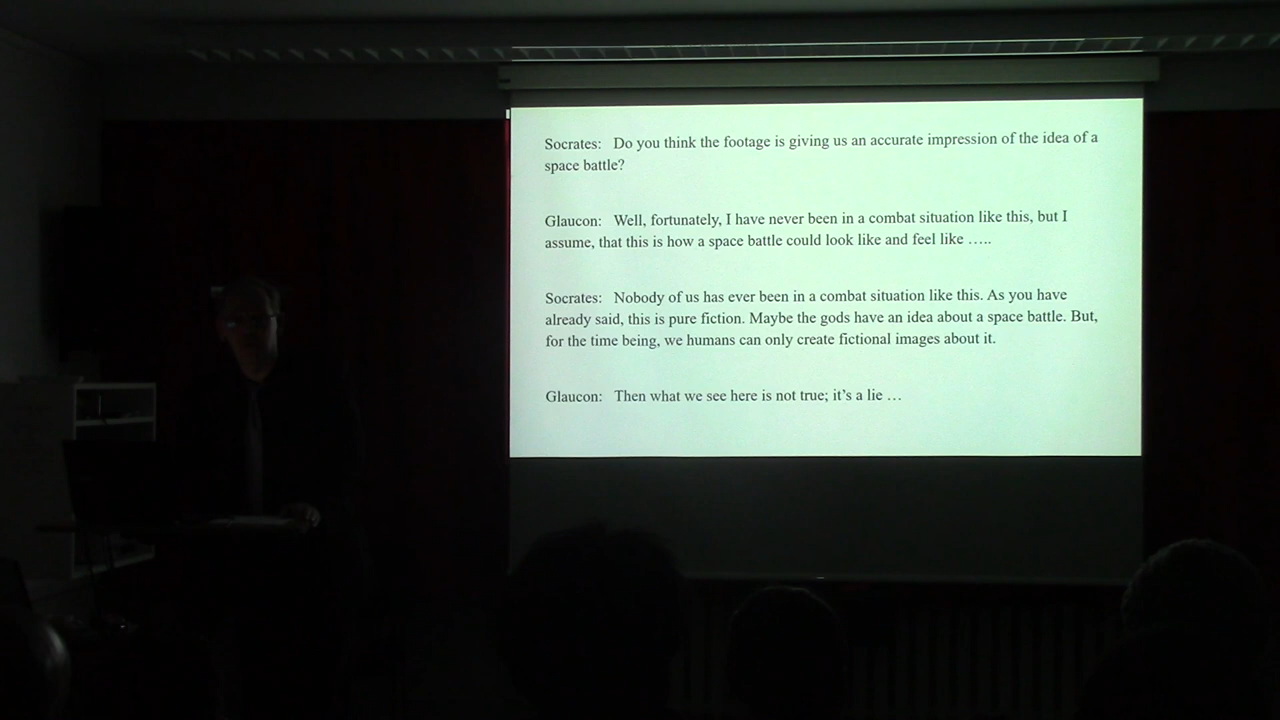 Socrates: Do you think the footage is giving us an accurate impression of the idea of a
space battle?
Glaucon: Well, fortunately, I have never been in a combat situation like this, but I
assume, that this is how a space battle could look like and feel like …..
Socrates: Nobody of us has ever been in a combat situation like this. As you have
already said, this is pure fiction. Maybe the gods have an idea about a space battle. But,
for the time being, we humans can only create fictional images about it.
Glaucon: Then what we see here is not true; it’s a lie …